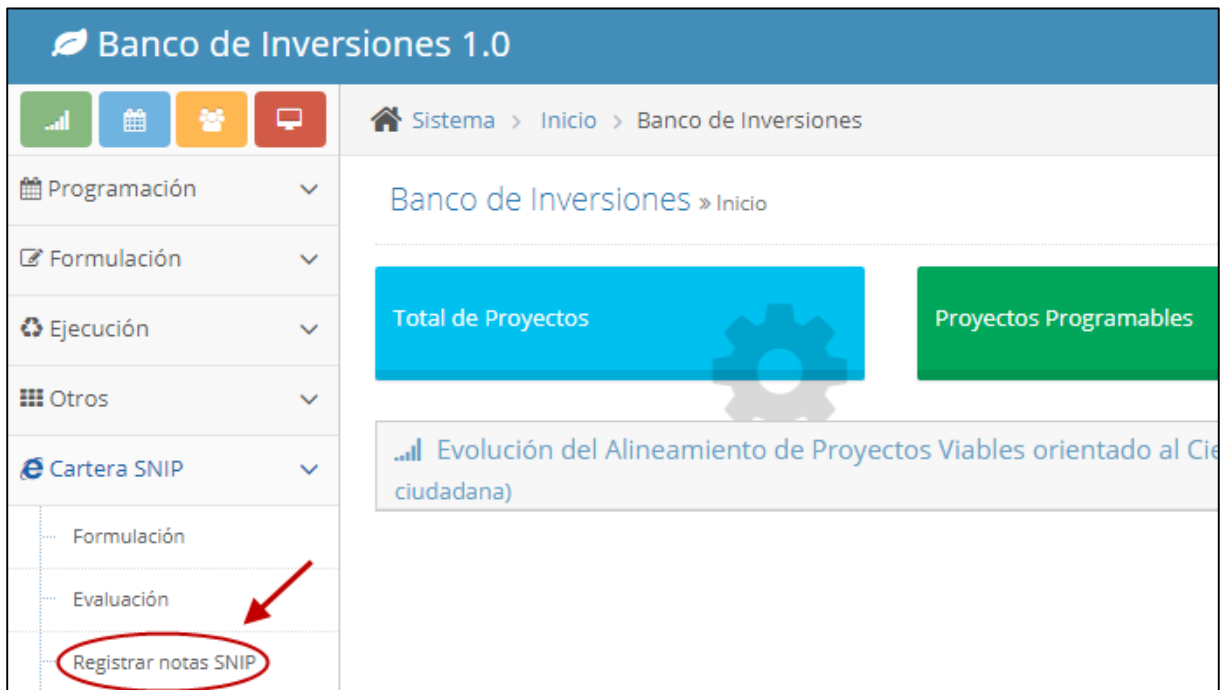 Banco de Inversiones 1.0
Sistema > Inicio > Banco de Inversiones
Programación
Formulación
Ejecución
Otros
Cartera SNIP
Formulación
Evaluación
Registrar notas SNIP
Banco de Inversiones » Inicio
Total de Proyectos
Proyectos Programables
Evolución del Alineamiento de Proyectos Viables orientado al Cie
ciudadana)